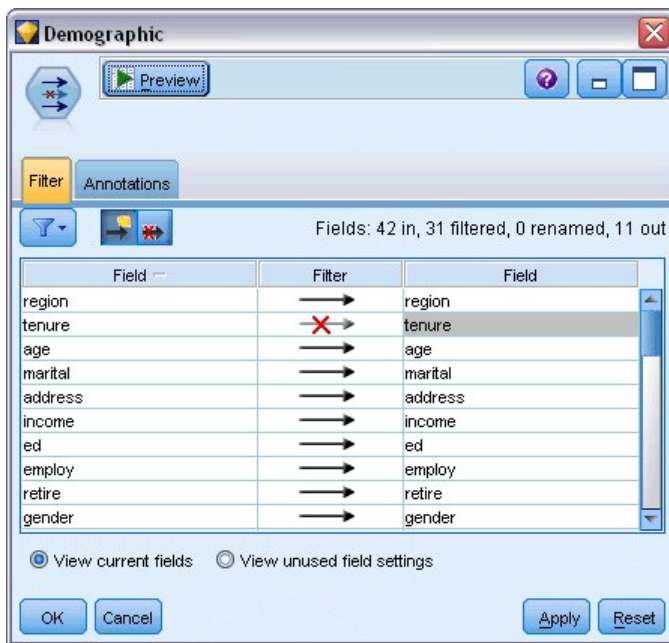 Demographic
Preview
Filter Annotations
Fields: 42 in, 31 filtered, 0 renamed, 11 out
Field Filter Field
region region
tenure tenure
age age
marital marital
address address
income income
ed ed
employ employ
retire retire
gender gender
View current fields View unused field settings
OK Cancel Apply Reset